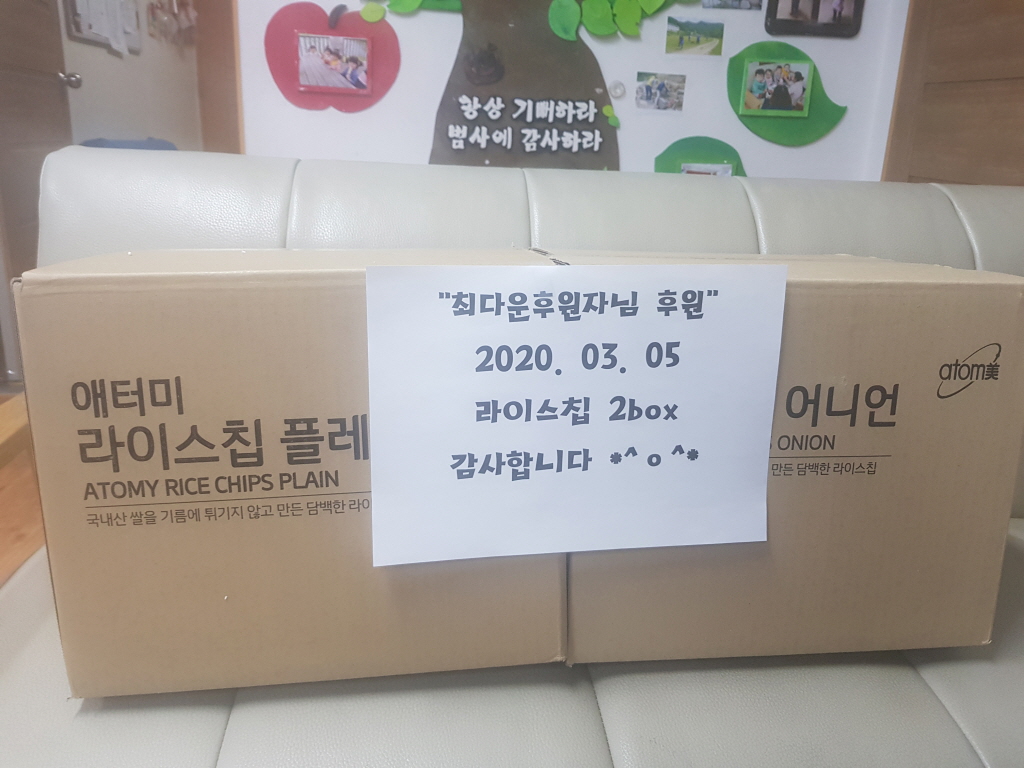 항상 기뻐하라
범사에 감사하라
"최다운후원자님 후원"
2020. 03. 05
라이스칩 2box
감사합니다 *^ o ^*
애터미
라이스칩 플레
ATOMY RICE CHIPS PLAIN
국내산 쌀을 기름에 튀기지 않고 만든 담백한 라이
atom美
어니언
ONION
만든 담백한 라이스칩